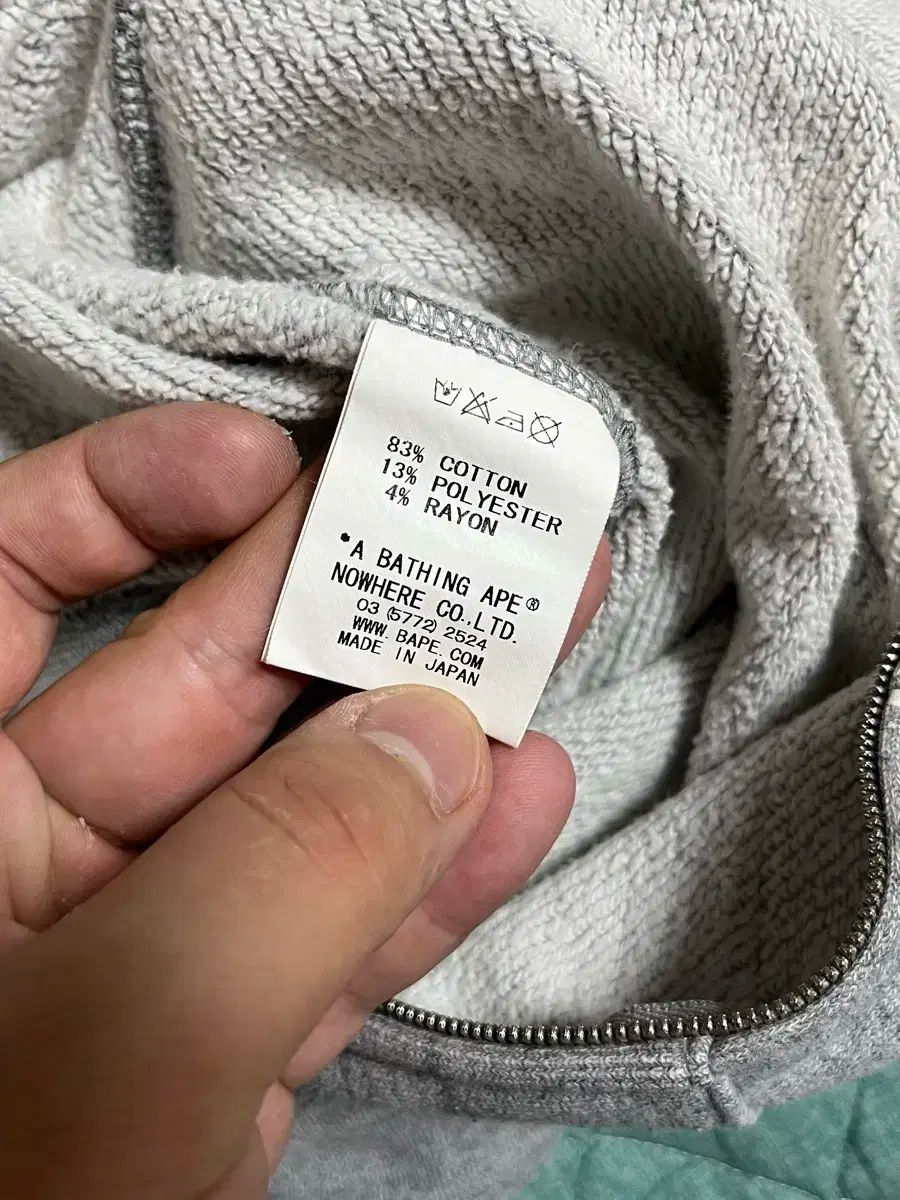 83% COTTON
13% POLYESTER
4% RAYON
*A BATHING APE®
NOWHERE CO.,LTD.
03 (5772) 2524
WWW. BAPE. COM
MADE IN JAPAN